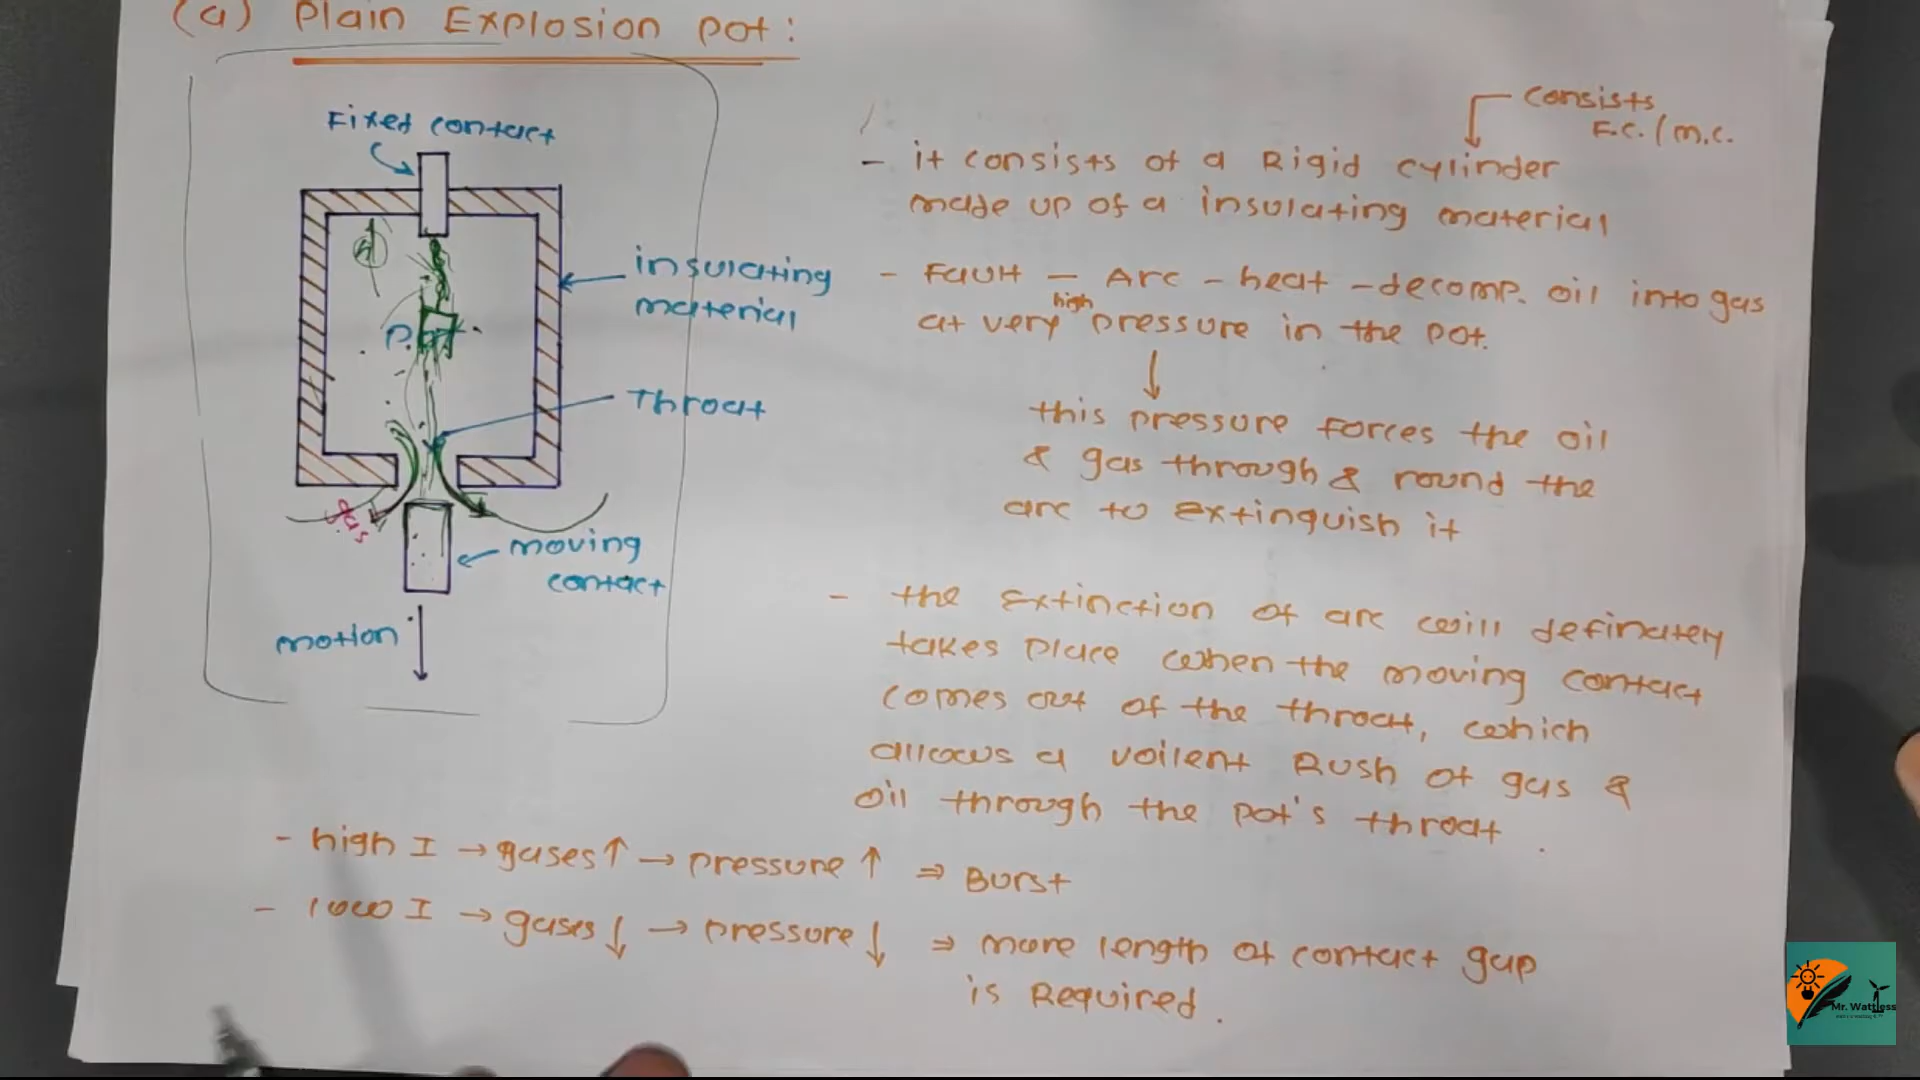 (a) Plain Explosion pot:
Fixed contact
insulating
material
Throat
gas
moving
contact
motion
consists
F.C. / M.C.
- it consists of a Rigid cylinder
made up of a insulating material
- Fault - Arc - heat - decomp. oil into gas
at very high pressure in the pot.
this pressure forces the oil
& gas through & round the
arc to extinguish it
- the extinction of arc will definately
takes place when the moving contact
comes out of the throat, which
allows a voilent Rush of gas &
oil through the pot's throat.
- high I → gases ↑ → pressure ↑ ⇒ Burst
- low I → gases ↓ → pressure ↓ ⇒ more length of contact gap
is Required.
Mr. Wattless